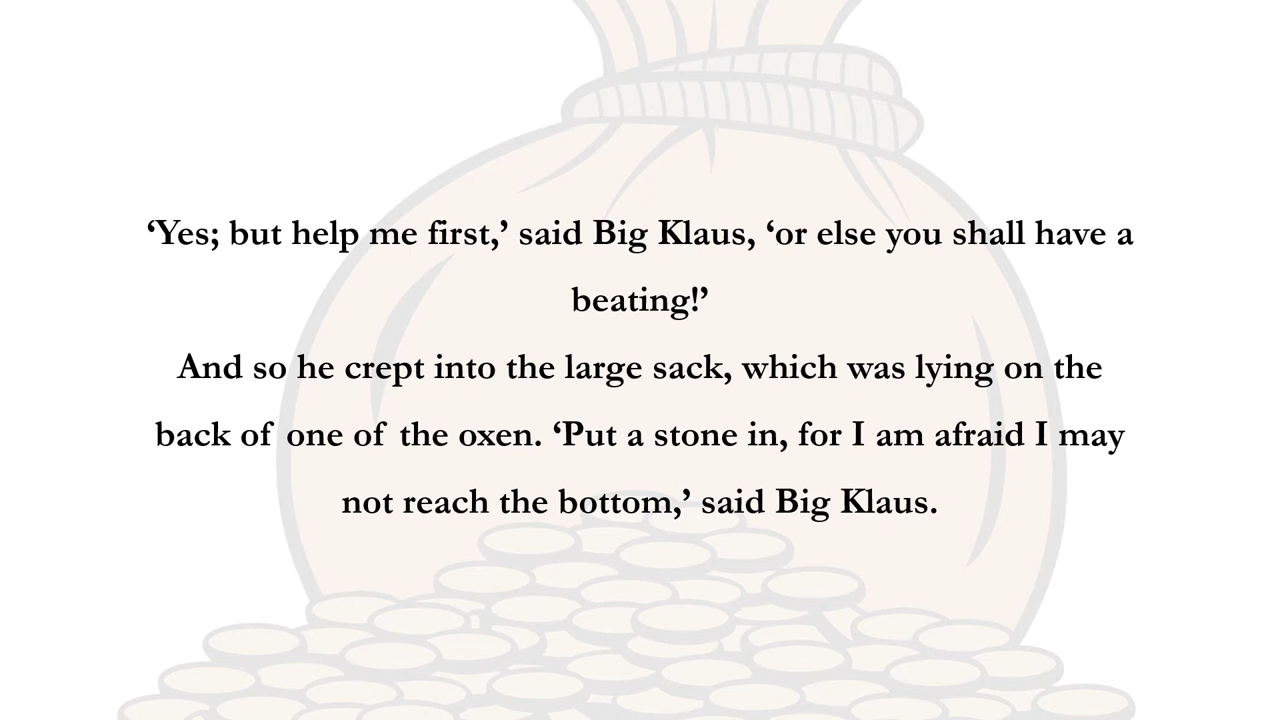 ‘Yes; but help me first,’ said Big Klaus, ‘or else you shall have a
beating!’
And so he crept into the large sack, which was lying on the
back of one of the oxen. ‘Put a stone in, for I am afraid I may
not reach the bottom,’ said Big Klaus.